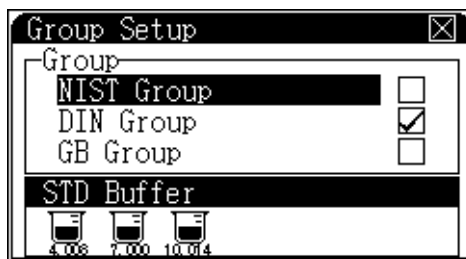 Group Setup
Group
NIST Group
DIN Group
GB Group
STD Buffer
4.008 7.000 10.014